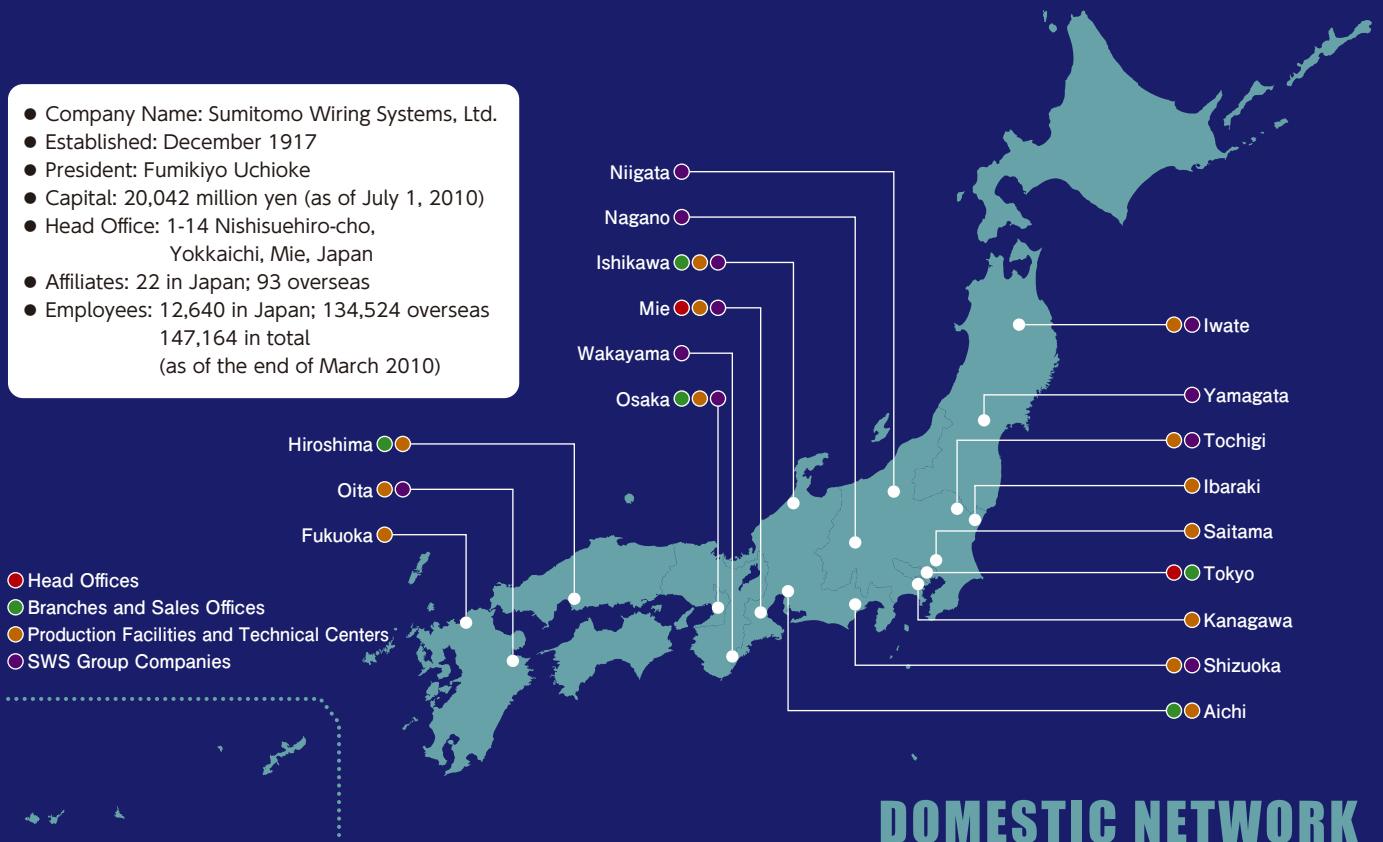 ● Company Name: Sumitomo Wiring Systems, Ltd.
● Established: December 1917
● President: Fumikiyo Uchioke
● Capital: 20,042 million yen (as of July 1, 2010)
● Head Office: 1-14 Nishisuehiro-cho,
Yokkaichi, Mie, Japan
● Affiliates: 22 in Japan; 93 overseas
● Employees: 12,640 in Japan; 134,524 overseas
147,164 in total
(as of the end of March 2010)
Niigata
Nagano
Ishikawa
Mie
Wakayama
Osaka
Hiroshima
Oita
Fukuoka
Head Offices
Branches and Sales Offices
Production Facilities and Technical Centers
SWS Group Companies
Iwate
Yamagata
Tochigi
Ibaraki
Saitama
Tokyo
Kanagawa
Shizuoka
Aichi
DOMESTIC NETWORK